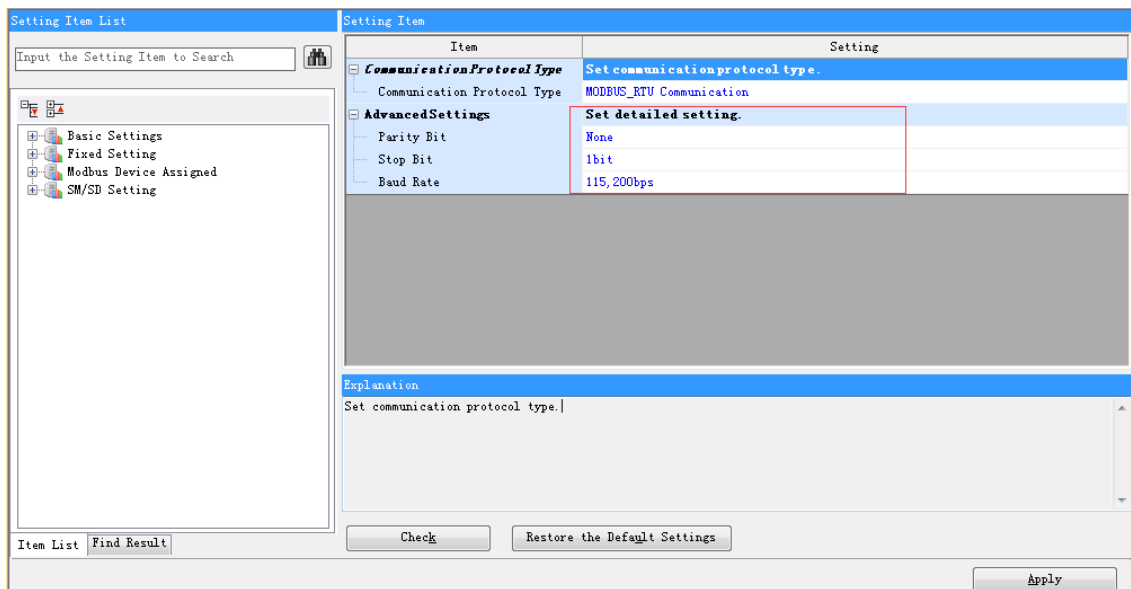 Setting Item List
Input the Setting Item to Search
Basic Settings
Fixed Setting
Modbus Device Assigned
SM/SD Setting
Item List
Find Result
Setting Item
Item Setting
Communication Protocol Type Set communication protocol type.
Communication Protocol Type MODBUS_RTU Communication
Advanced Settings Set detailed setting.
Parity Bit None
Stop Bit 1bit
Baud Rate 115,200bps
Explanation
Set communication protocol type.
Check Restore the Default Settings
Apply